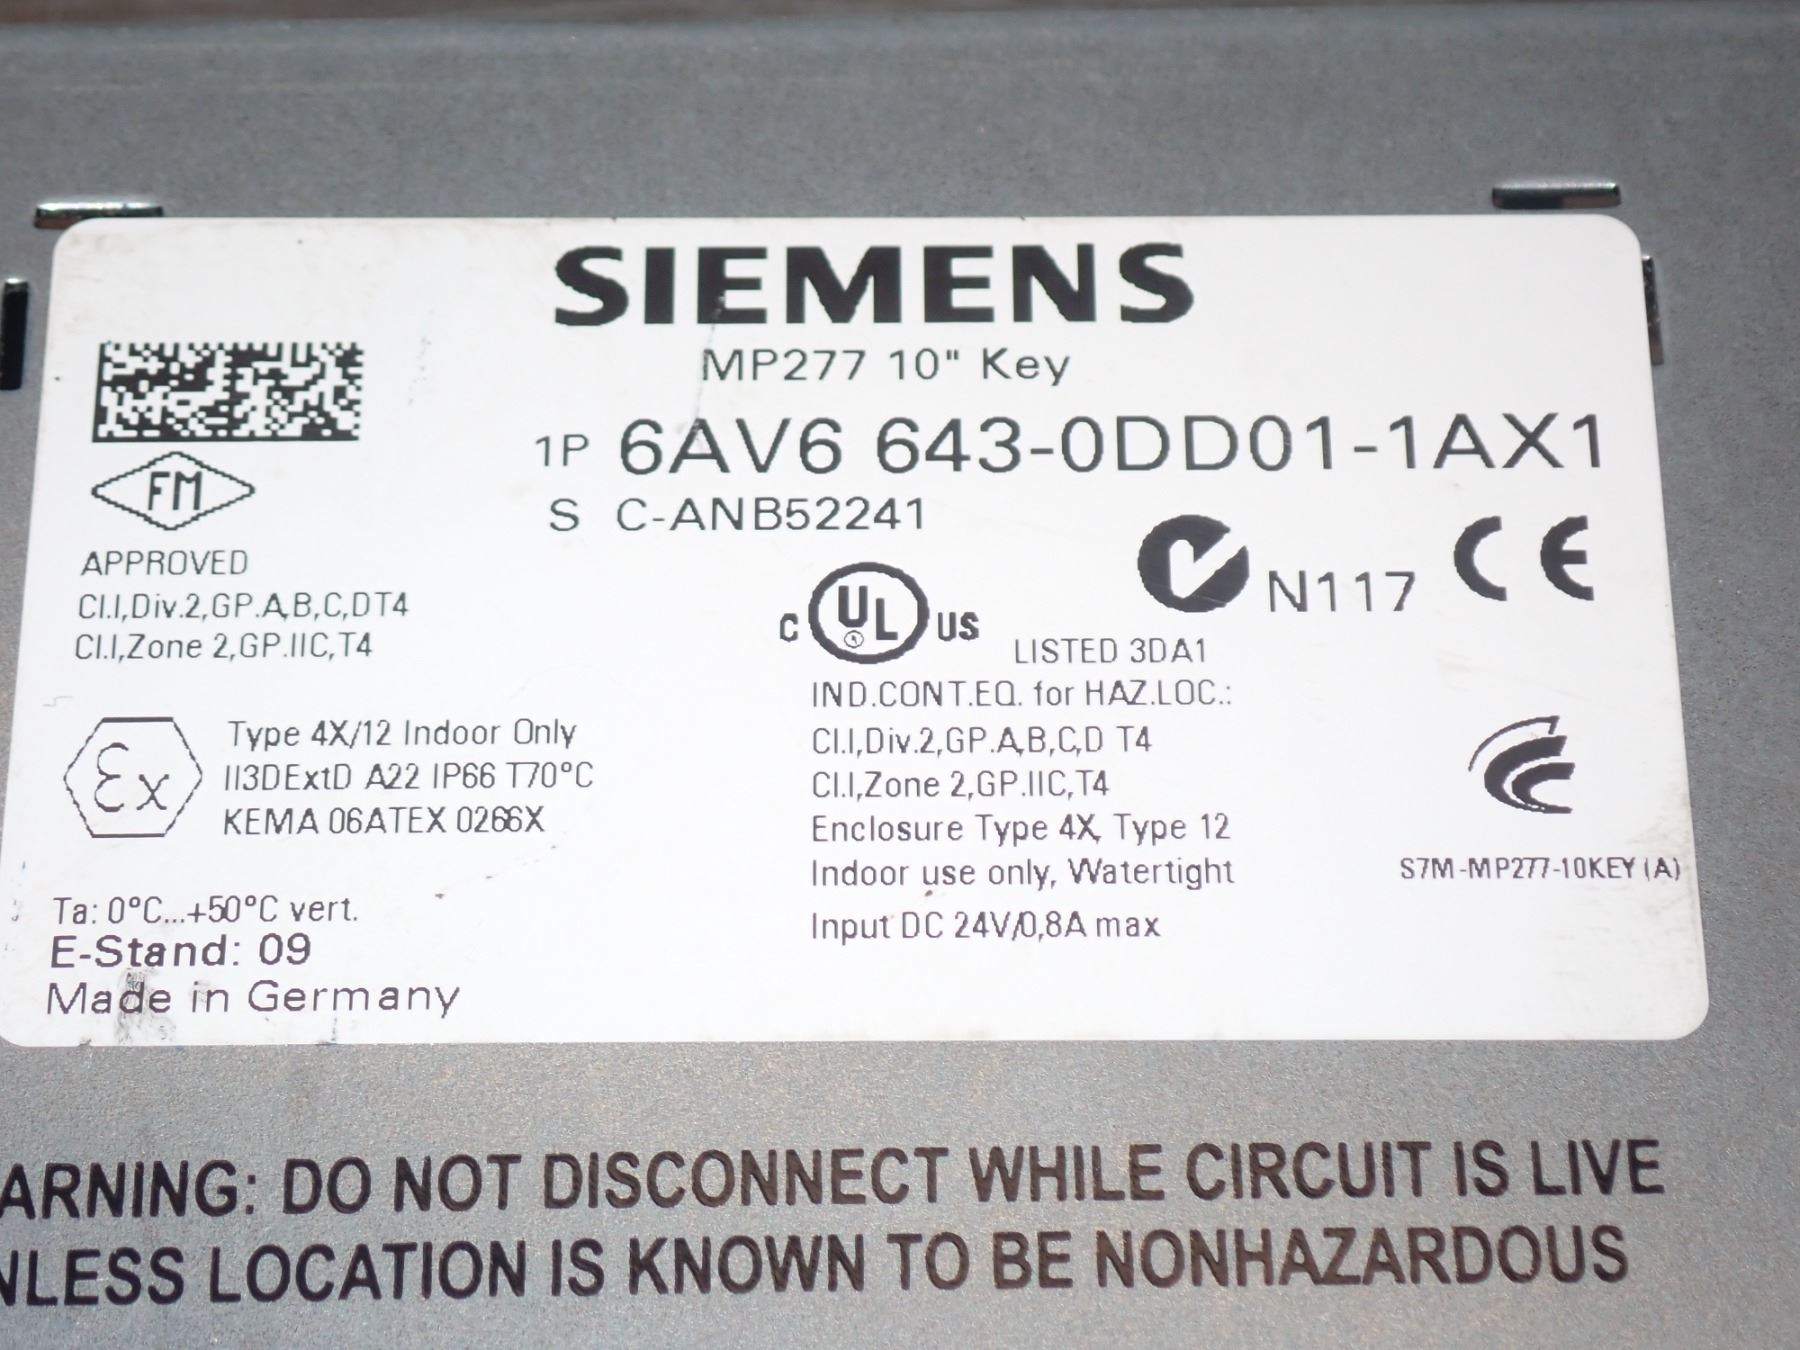 SIEMENS
MP277 10" Key
1P 6AV6 643-0DD01-1AX1
S C-ANB52241
FM
APPROVED
Cl.I,Div.2,GP.A,B,C,D T4
Cl.I,Zone 2,GP.IIC,T4
N117 CE
C UL US
LISTED 3DA1
IND.CONT.EQ. for HAZ.LOC.:
Cl.I,Div.2,GP.A,B,C,D T4
Cl.I,Zone 2,GP.IIC,T4
Enclosure Type 4X, Type 12
Indoor use only, Watertight
Input DC 24V/0,8A max
Ex
Type 4X/12 Indoor Only
II3DExtD A22 IP66 T70°C
KEMA 06ATEX 0266X
S7M-MP277-10KEY (A)
Ta: 0°C...+50°C vert.
E-Stand: 09
Made in Germany
ARNING: DO NOT DISCONNECT WHILE CIRCUIT IS LIVE
NLESS LOCATION IS KNOWN TO BE NONHAZARDOUS